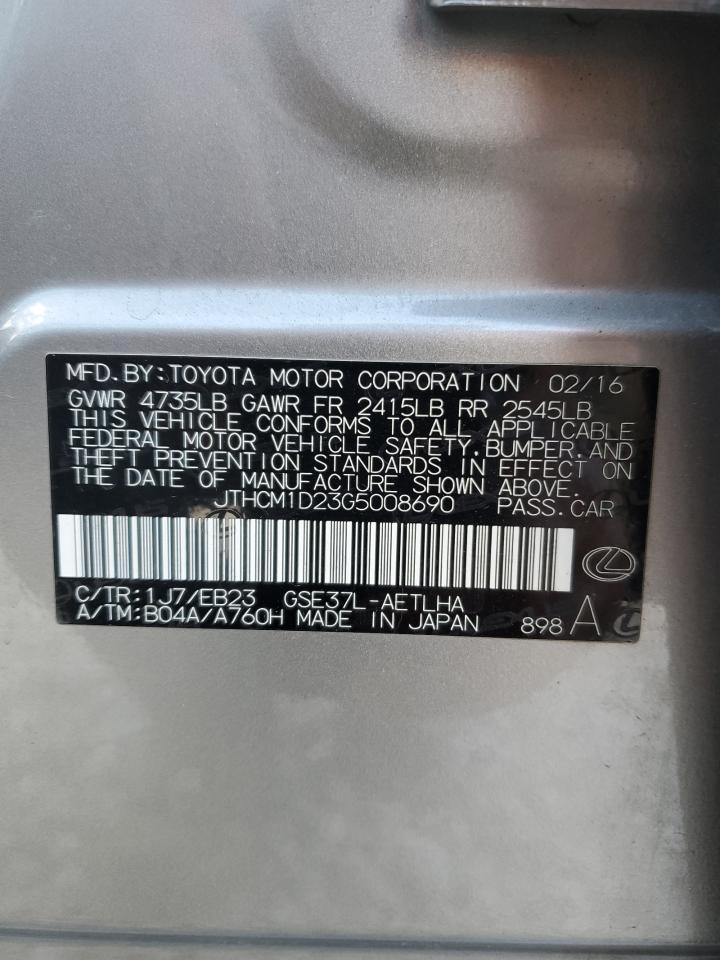 MFD.BY:TOYOTA MOTOR CORPORATION 02/16
GVWR 4735LB GAWR FR 2415LB RR 2545LB
THIS VEHICLE CONFORMS TO ALL APPLICABLE
FEDERAL MOTOR VEHICLE SAFETY,BUMPER,AND
THEFT PREVENTION STANDARDS IN EFFECT ON
THE DATE OF MANUFACTURE SHOWN ABOVE.
JTHCM1D23G5008690 PASS.CAR
C/TR:1J7/EB23 GSE37L-AETLHA
A/TM:B04A/A760H MADE IN JAPAN 898 A